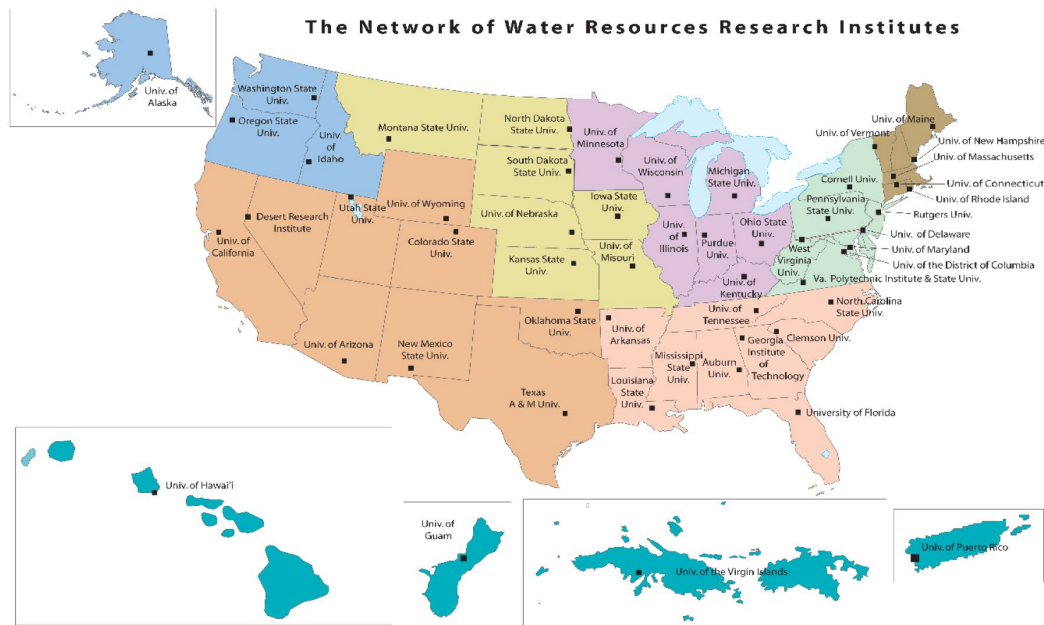 The Network of Water Resources Research Institutes
Univ. of
Alaska
Washington State
Univ.
Oregon State
Univ.
Univ
of
Idaho
Montana State Univ.
North Dakota
State Univ.
South Dakota
State Univ.
Univ. of
Minnesota
Univ. of
Wisconsin
Michigan
State Univ.
Univ. of Maine
Univ. of Vermont
Univ. of New Hampshire
Univ. of Massachusetts
Cornell Univ.
Univ. of Connecticut
Univ. of Rhode Island
Pennsylvania
State Univ.
Rutgers Univ.
Univ. of Delaware
Univ. of Maryland
Univ. of the District of Columbia
Va. Polytechnic Institute & State Univ.
West
Virginia
Univ.
Univ. of
California
Desert Research
Institute
Utah State
Univ.
Univ. of Wyoming
Colorado State
Univ.
Univ. of Nebraska
Kansas State
Univ.
Iowa State
Univ.
Univ. of
Misouri
Univ. of
Illinois
Purdue
Univ.
Ohio State
Univ.
Univ. of
Kentucky
Univ. of
Tennessee
North Carolina
State Univ.
Univ. of Arizona
New Mexico
State Univ.
Oklahoma State
Univ.
Univ. of
Arkansas
Mississippi
State
Univ.
Auburn
Univ.
Georgia
Institute
of
Technology
Clemson Univ.
Louisiana
State
Univ.
Texas
A & M Univ.
University of Florida
Univ. of Hawai'i
Univ. of
Guam
Univ. of the Virgin Islands
Univ. of Puerto Rico